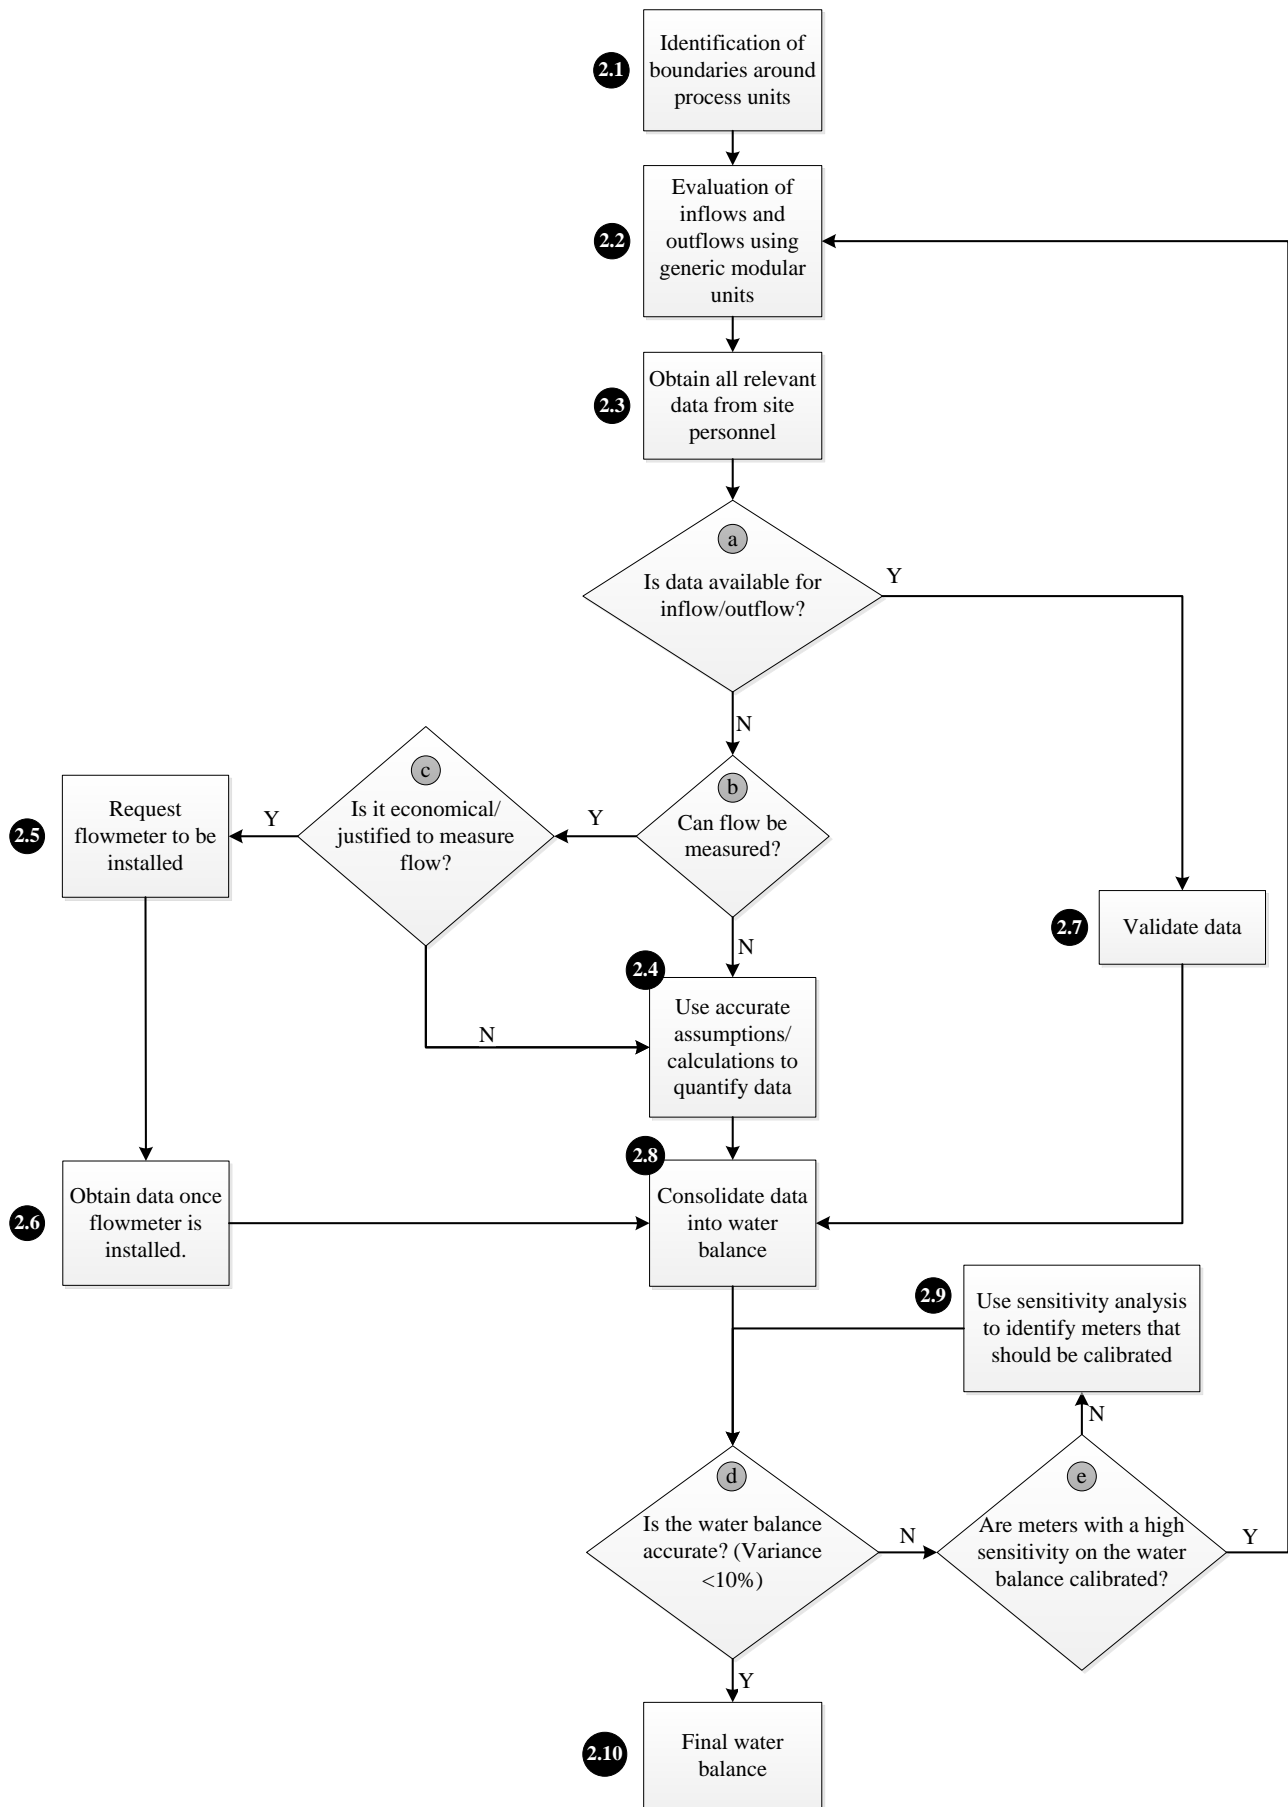 2.1
Identification of
boundaries around
process units
2.2
Evaluation of
inflows and
outflows using
generic modular
units
2.3
Obtain all relevant
data from site
personnel
a
Is data available for
inflow/outflow?
Y
N
c
Is it economical/
justified to measure
flow?
b
Can flow be
measured?
Y
Y
2.5
Request
flowmeter to be
installed
2.7
Validate data
N
2.4
Use accurate
assumptions/
calculations to
quantify data
N
2.8
Consolidate data
into water
balance
2.6
Obtain data once
flowmeter is
installed.
2.9
Use sensitivity analysis
to identify meters that
should be calibrated
N
d
Is the water balance
accurate? (Variance
<10%)
N
e
Are meters with a high
sensitivity on the water
balance calibrated?
Y
Y
2.10
Final water
balance